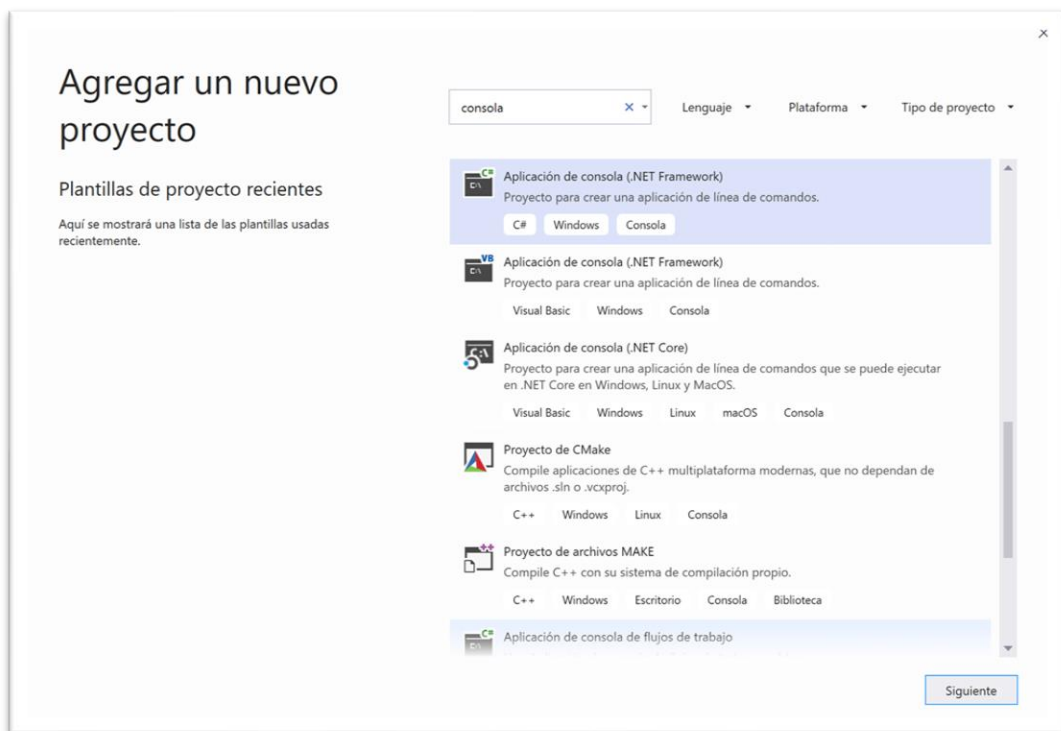 Agregar un nuevo
proyecto
Plantillas de proyecto recientes
Aquí se mostrará una lista de las plantillas usadas
recientemente.
consola
Lenguaje
Plataforma
Tipo de proyecto
C#
Aplicación de consola (.NET Framework)
Proyecto para crear una aplicación de línea de comandos.
C# Windows Consola
VB
Aplicación de consola (.NET Framework)
Proyecto para crear una aplicación de línea de comandos.
Visual Basic Windows Consola
Aplicación de consola (.NET Core)
Proyecto para crear una aplicación de línea de comandos que se puede ejecutar
en .NET Core en Windows, Linux y MacOS.
Visual Basic Windows Linux macOS Consola
Proyecto de CMake
Compile aplicaciones de C++ multiplataforma modernas, que no dependan de
archivos .sln o .vcxproj.
C++ Windows Linux Consola
Proyecto de archivos MAKE
Compile C++ con su sistema de compilación propio.
C++ Windows Escritorio Consola Biblioteca
C#
Aplicación de consola de flujos de trabajo
Siguiente